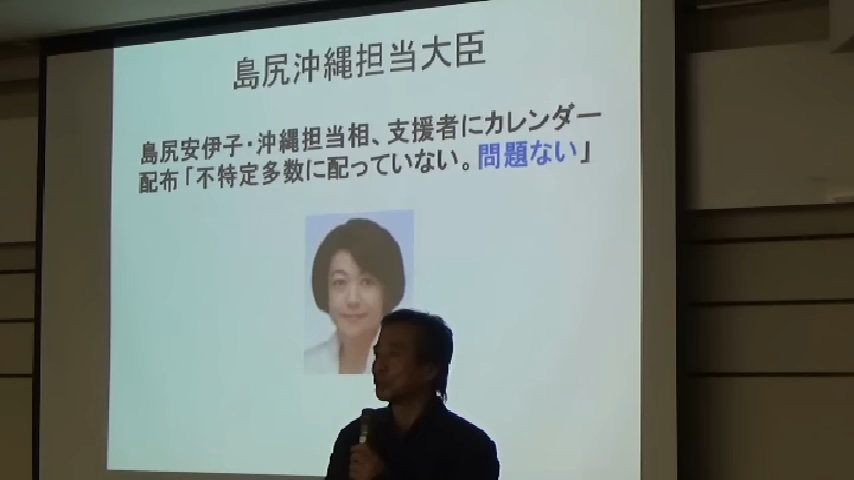 島尻沖縄担当大臣
島尻安伊子・沖縄担当相、支援者にカレンダー
配布「不特定多数に配っていない。問題ない」